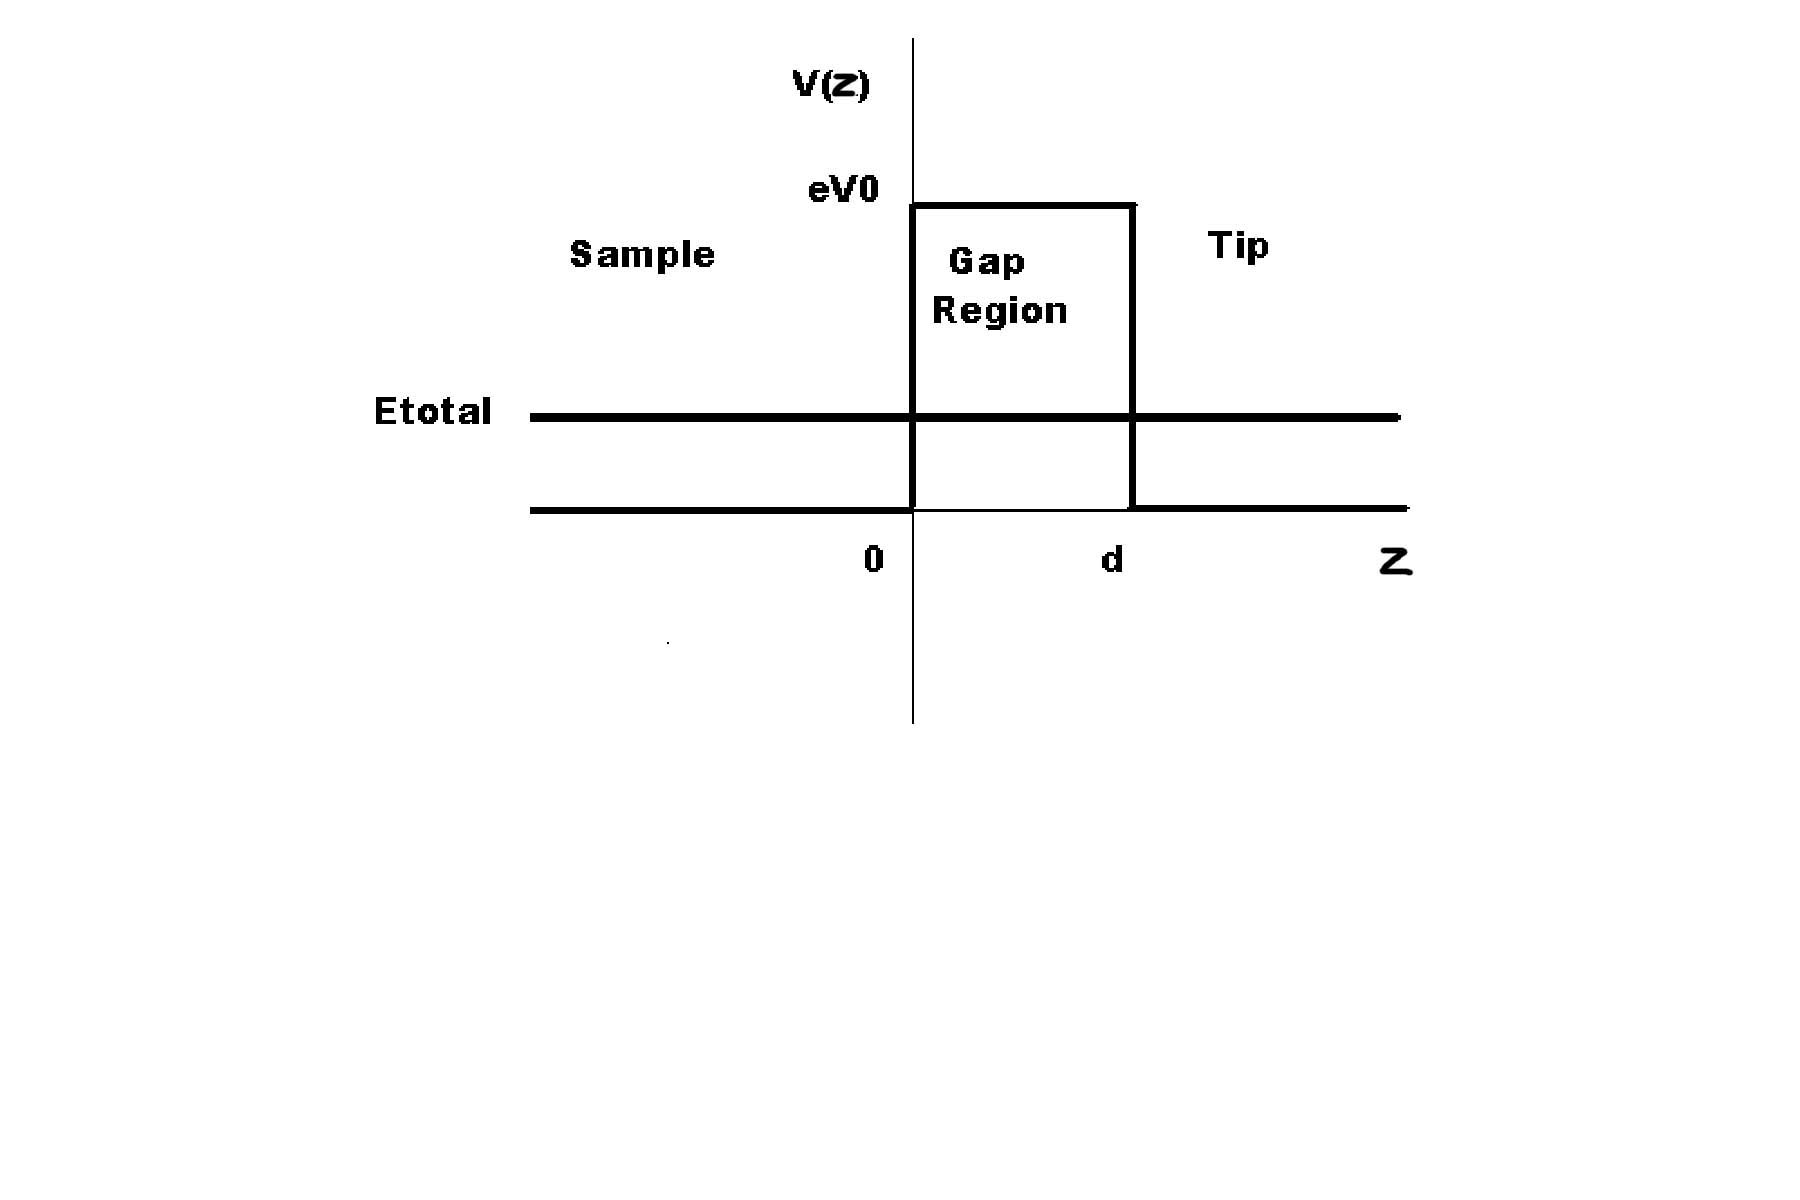 V(z)
eV0
Sample
Tip
Gap
Region
Etotal
0
d
z